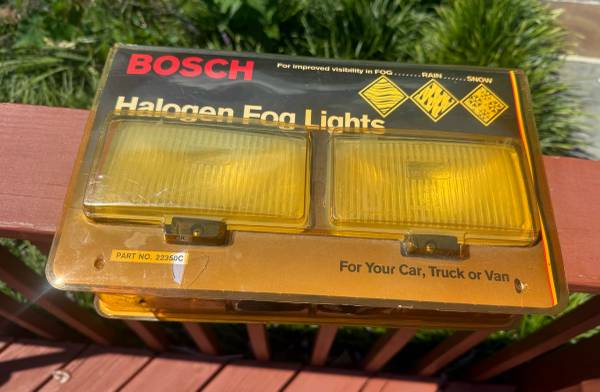 BOSCH
For improved visibility in FOG.......RAIN......SNOW
Halogen Fog Lights
PART NO. 22350C
For Your Car, Truck or Van